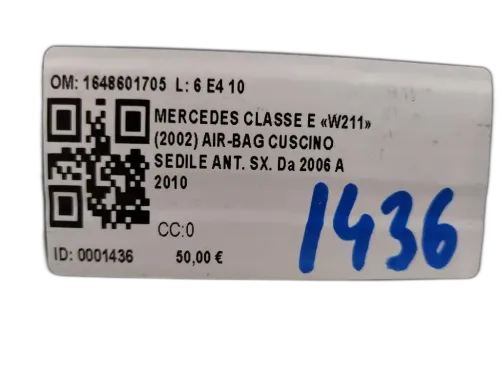 OM: 1648601705 L: 6 E4 10
MERCEDES CLASSE E «W211»
(2002) AIR-BAG CUSCINO
SEDILE ANT. SX. Da 2006 A
2010
CC:0
ID: 0001436 50,00 €
1436